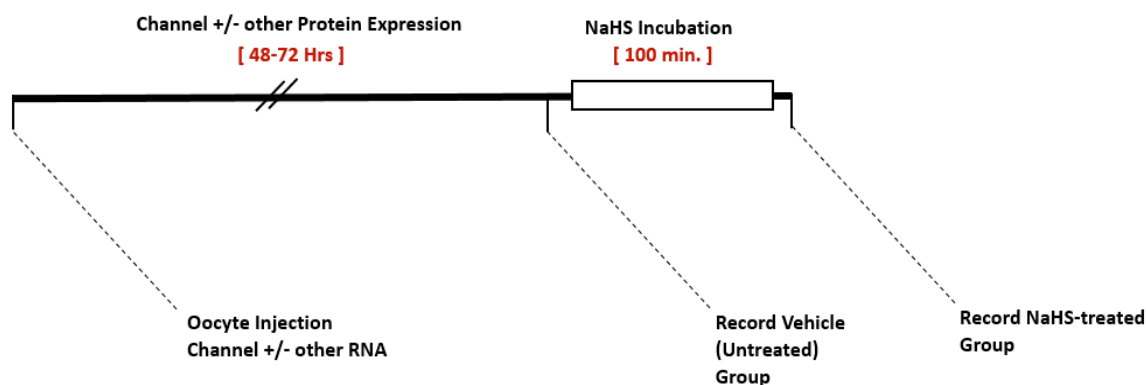 Channel +/- other Protein Expression
[ 48-72 Hrs ]
NaHS Incubation
[ 100 min. ]
Oocyte Injection
Channel +/- other RNA
Record Vehicle
(Untreated)
Group
Record NaHS-treated
Group